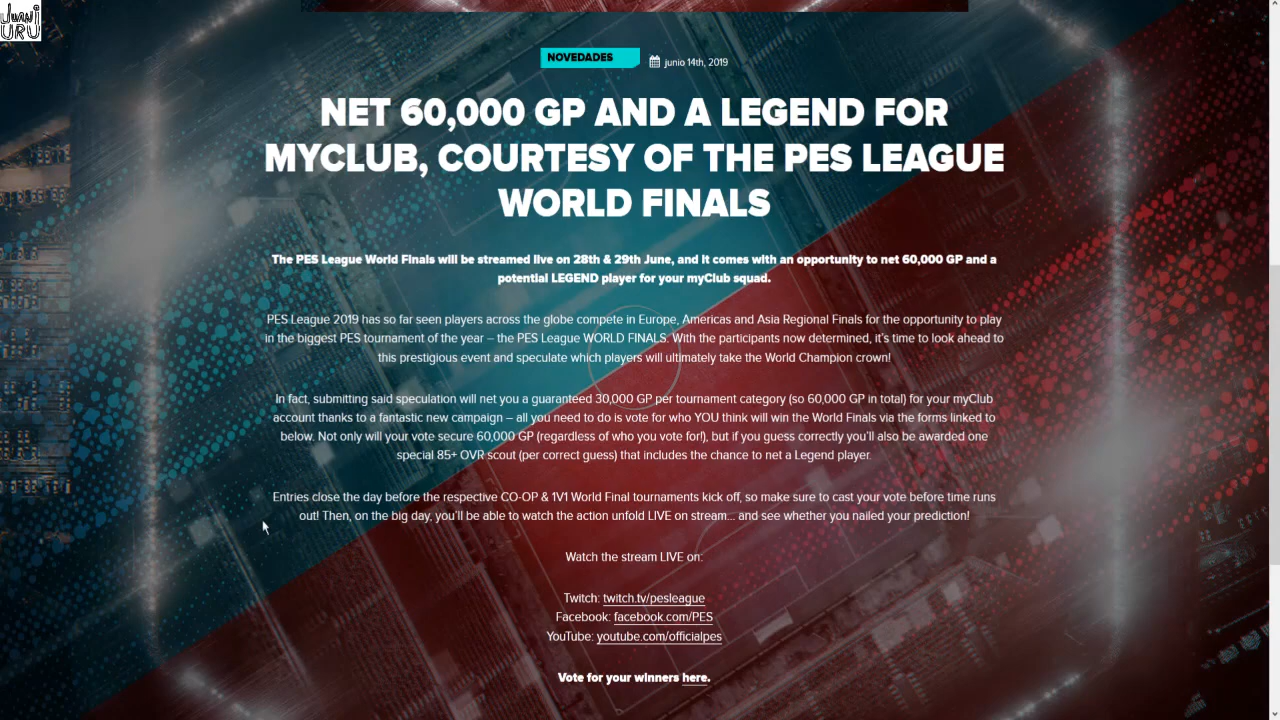 Juani
URU
NOVEDADES
junio 14th, 2019
NET 60,000 GP AND A LEGEND FOR
MYCLUB, COURTESY OF THE PES LEAGUE
WORLD FINALS
The PES League World Finals will be streamed live on 28th & 29th June, and it comes with an opportunity to net 60,000 GP and a
potential LEGEND player for your myClub squad.
PES League 2019 has so far seen players across the globe compete in Europe, Americas and Asia Regional Finals for the opportunity to play
in the biggest PES tournament of the year – the PES League WORLD FINALS. With the participants now determined, it's time to look ahead to
this prestigious event and speculate which players will ultimately take the World Champion crown!
In fact, submitting said speculation will net you a guaranteed 30,000 GP per tournament category (so 60,000 GP in total) for your myClub
account thanks to a fantastic new campaign – all you need to do is vote for who YOU think will win the World Finals via the forms linked to
below. Not only will your vote secure 60,000 GP (regardless of who you vote for!), but if you guess correctly you'll also be awarded one
special 85+ OVR scout (per correct guess) that includes the chance to net a Legend player.
Entries close the day before the respective CO-OP & 1V1 World Final tournaments kick off, so make sure to cast your vote before time runs
out! Then, on the big day, you'll be able to watch the action unfold LIVE on stream... and see whether you nailed your prediction!
Watch the stream LIVE on:
Twitch: twitch.tv/pesleague
Facebook: facebook.com/PES
YouTube: youtube.com/officialpes
Vote for your winners here.